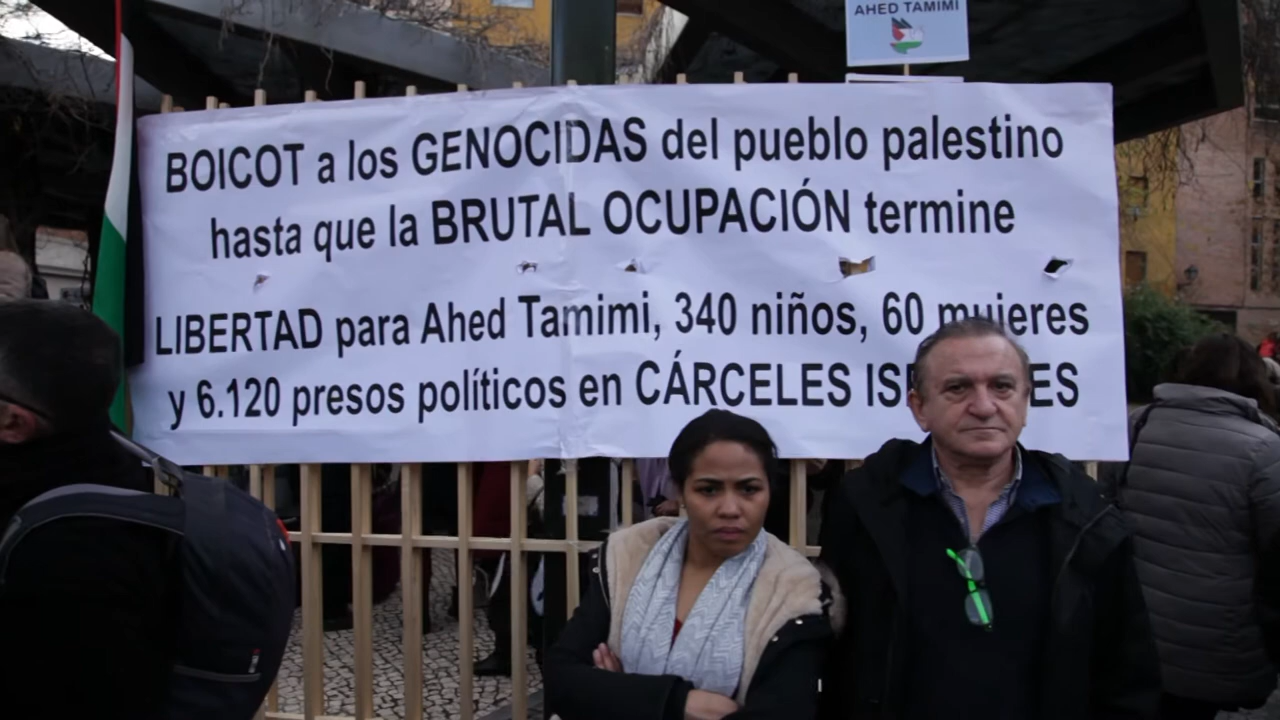 AHED TAMIMI
BOICOT a los GENOCIDAS del pueblo palestino
hasta que la BRUTAL OCUPACIÓN termine
LIBERTAD para Ahed Tamimi, 340 niños, 60 mujeres
y 6.120 presos políticos en CÁRCELES